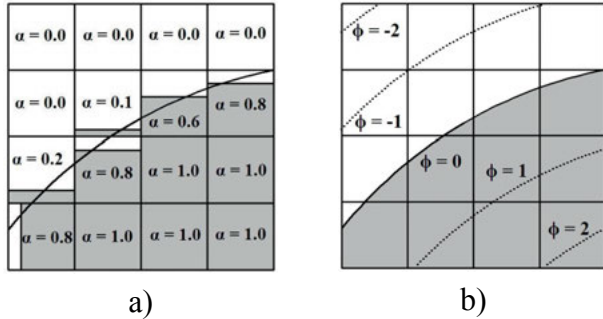 α = 0.0 α = 0.0 α = 0.0 α = 0.0
α = 0.0 α = 0.1 α = 0.6 α = 0.8
α = 0.2 α = 0.8 α = 1.0 α = 1.0
α = 0.8 α = 1.0 α = 1.0 α = 1.0
a)
ϕ = -2
ϕ = -1
ϕ = 0 ϕ = 1
ϕ = 2
b)